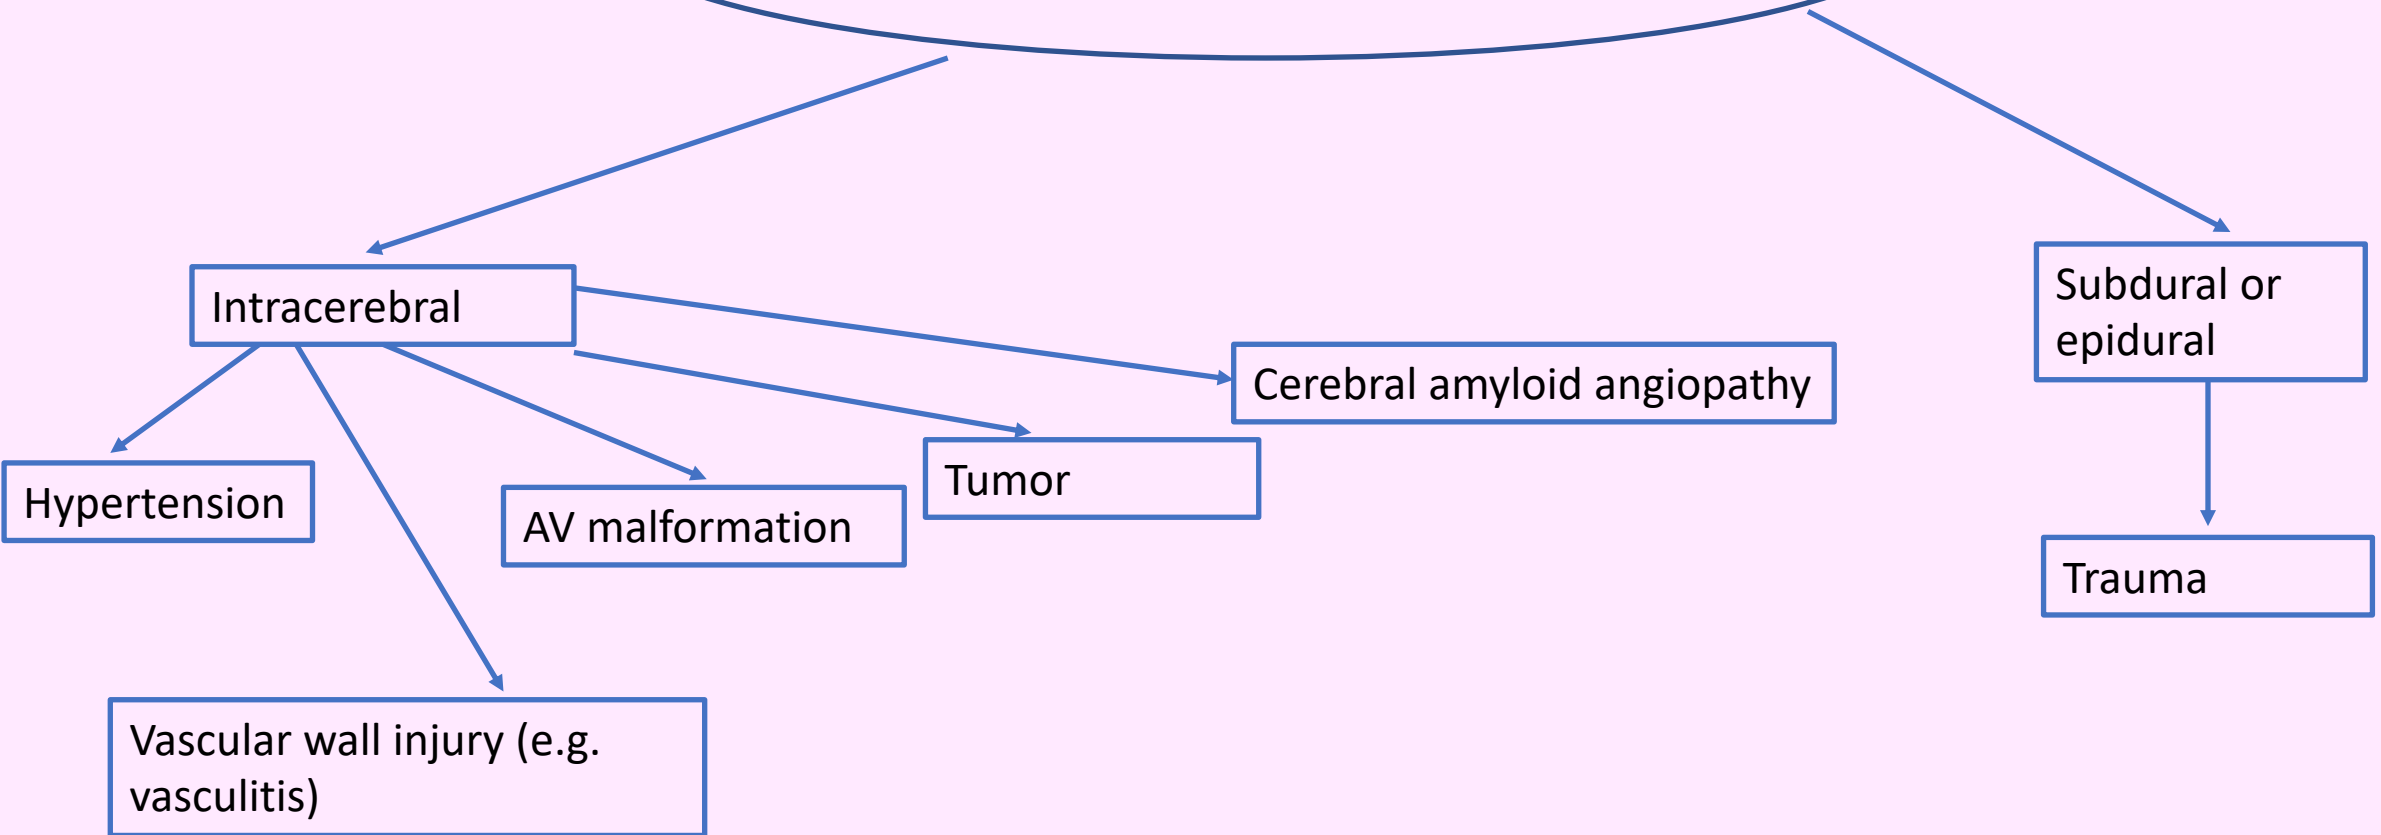 Intracerebral
Subdural or
epidural
Cerebral amyloid angiopathy
Tumor
Hypertension
AV malformation
Trauma
Vascular wall injury (e.g.
vasculitis)